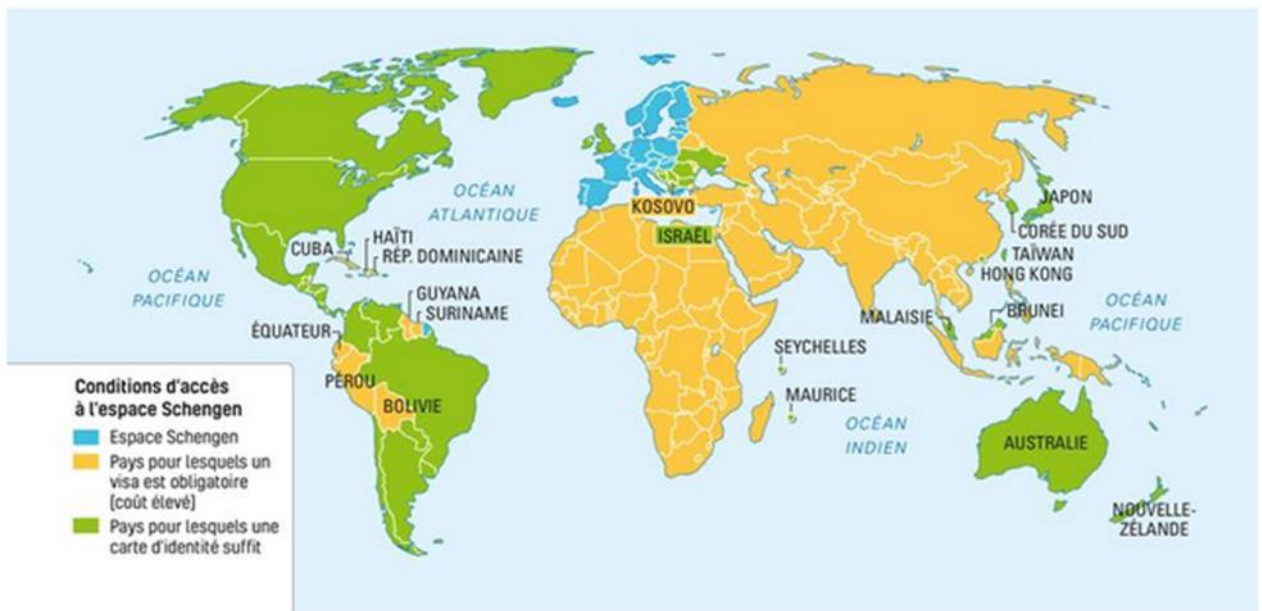 OCÉAN
ATLANTIQUE
KOSOVO
ISRAËL
JAPON
CORÉE DU SUD
TAÏWAN
HONG KONG
CUBA
HAÏTI
RÉP. DOMINICAINE
OCÉAN
PACIFIQUE
GUYANA
SURINAME
ÉQUATEUR
PÉROU
BOLIVIE
MALAISIE
BRUNEI
OCÉAN
PACIFIQUE
SEYCHELLES
MAURICE
OCÉAN
INDIEN
AUSTRALIE
NOUVELLE-
ZÉLANDE
Conditions d'accès
à l'espace Schengen
Espace Schengen
Pays pour lesquels un
visa est obligatoire
(coût élevé)
Pays pour lesquels une
carte d'identité suffit